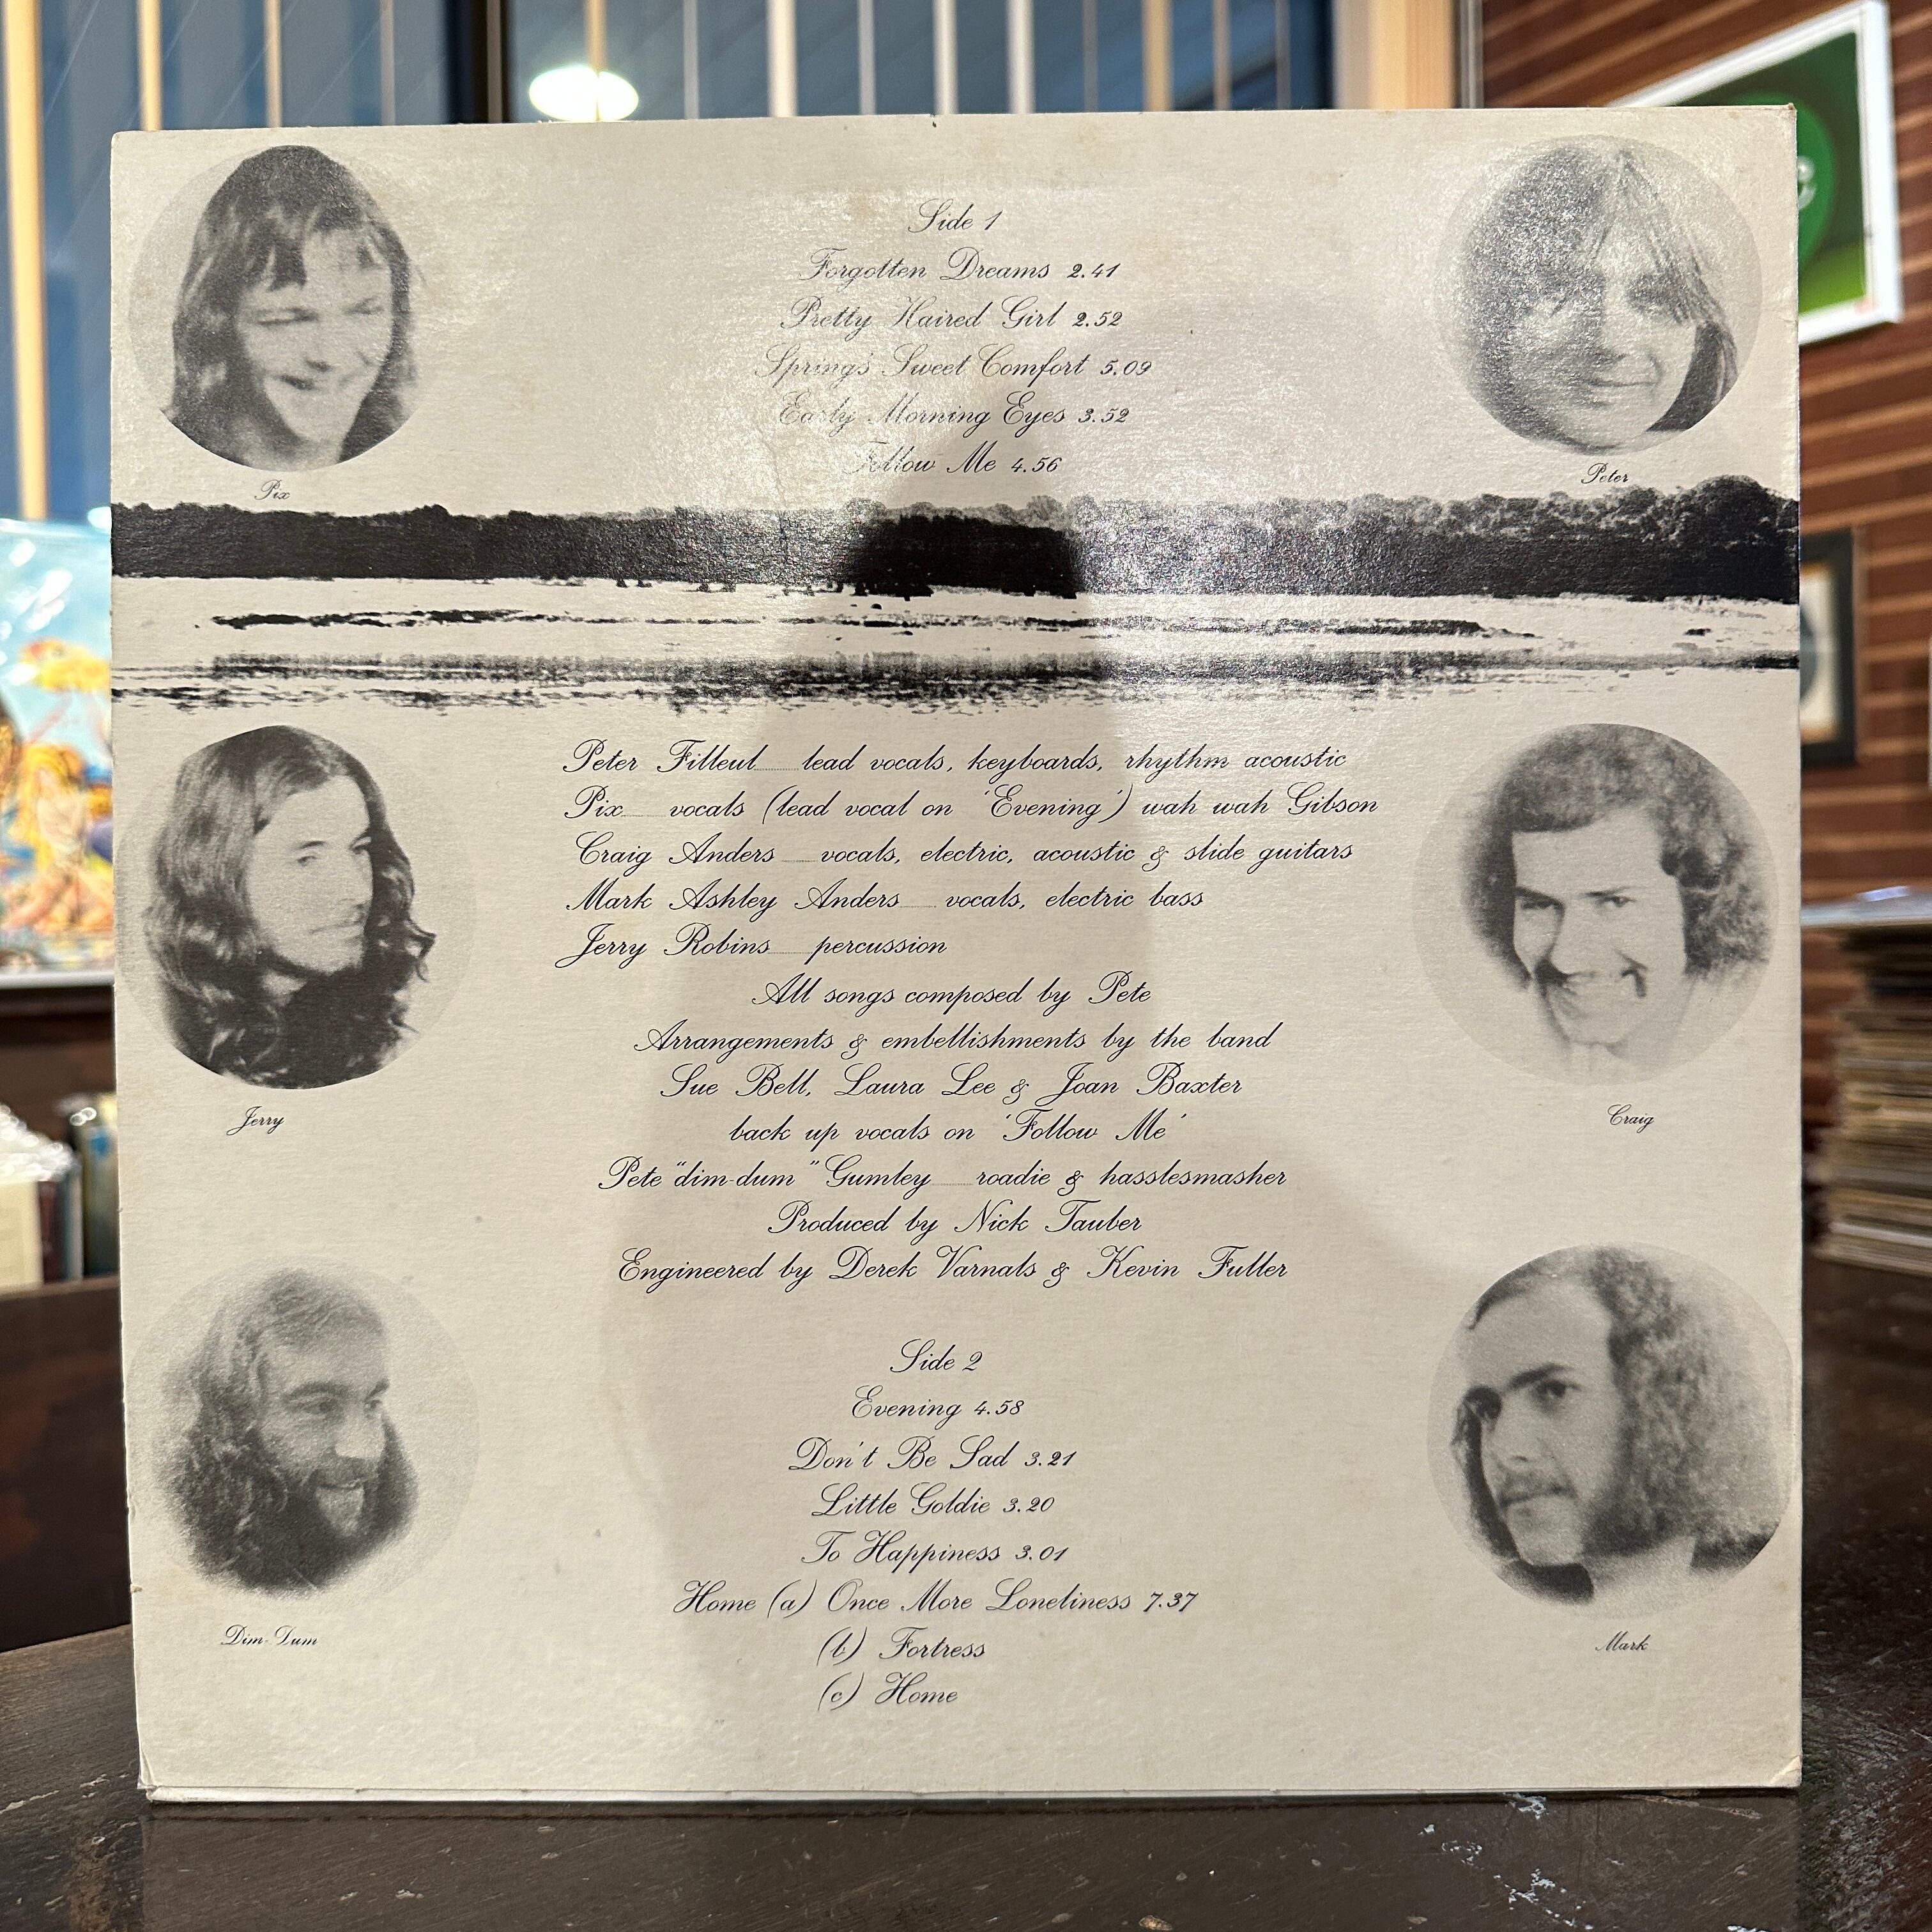 Side 1
Forgotten Dreams 2.41
Pretty Haired Girl 2.52
Spring's Sweet Comfort 5.09
Early Morning Eyes 3.52
Follow Me 4.56
Pix
Peter
Peter Filleul lead vocals, keyboards, rhythm acoustic
Pix vocals (lead vocal on 'Evening') wah wah Gibson
Craig Anders vocals, electric, acoustic & slide guitars
Mark Ashley Anders vocals, electric bass
Jerry Robins percussion
All songs composed by Pete
Arrangements & embellishments by the band
Sue Bell, Laura Lee & Joan Baxter
back up vocals on 'Follow Me'
Jerry
Craig
Pete "dim-dum" Gumley roadie & hasslesmasher
Produced by Nick Tauber
Engineered by Derek Varnals & Kevin Fuller
Side 2
Evening 4.58
Don't Be Sad 3.21
Little Goldie 3.20
To Happiness 3.01
Home (a) Once More Loneliness 7.37
(b) Fortress
(c) Home
Dim-Dum
Mark